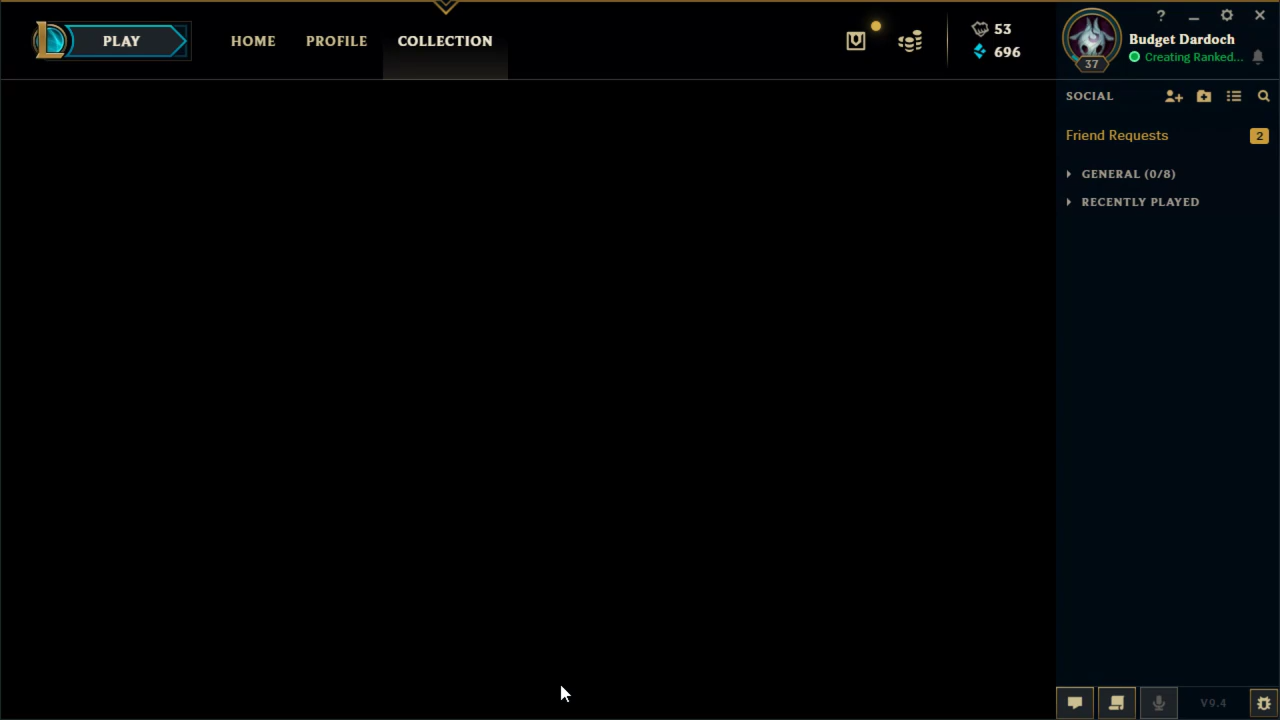 PLAY
HOME
PROFILE
COLLECTION
53
696
?
37
Budget Dardoch
Creating Ranked...
SOCIAL
Friend Requests
2
GENERAL (0/8)
RECENTLY PLAYED
V9.4